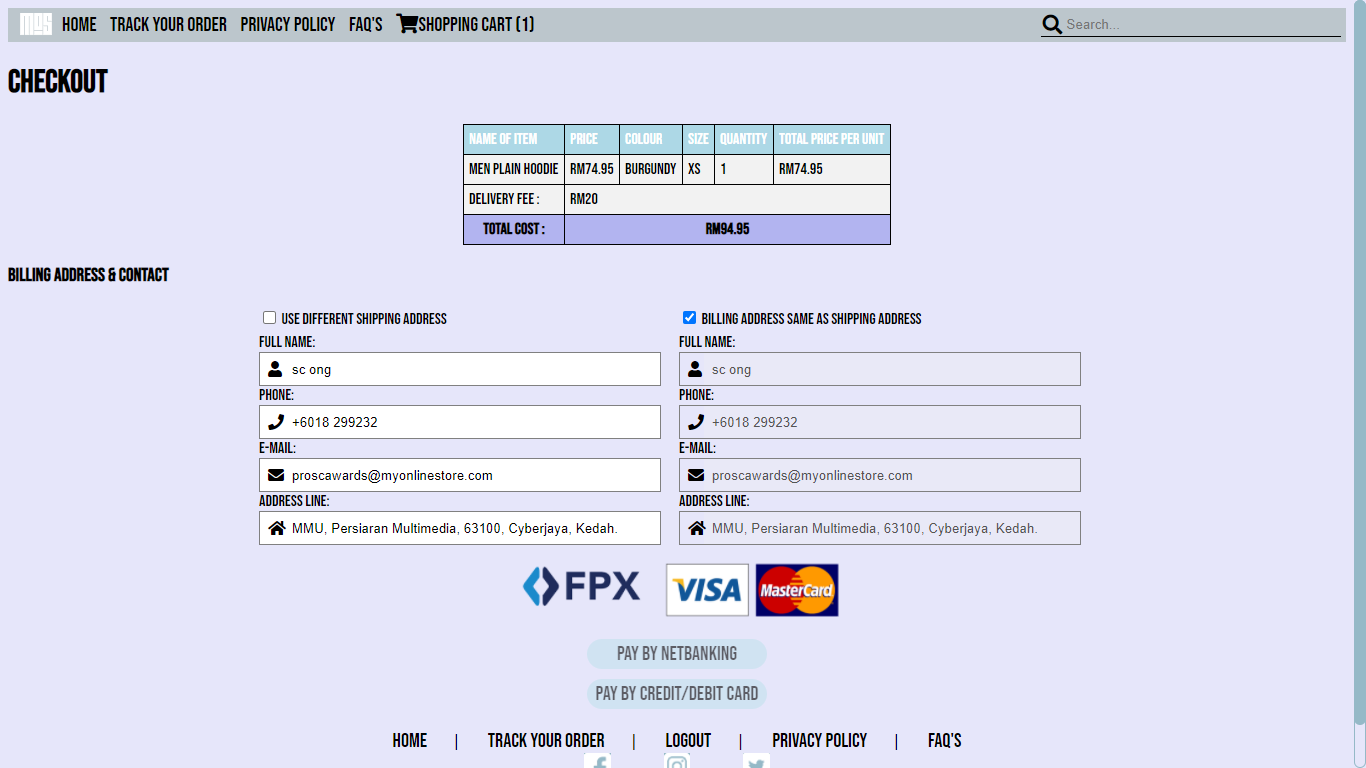 MOS HOME TRACK YOUR ORDER PRIVACY POLICY FAQ'S SHOPPING CART (1) Search...
CHECKOUT
NAME OF ITEM PRICE COLOUR SIZE QUANTITY TOTAL PRICE PER UNIT
MEN PLAIN HOODIE RM74.95 BURGUNDY XS 1 RM74.95
DELIVERY FEE : RM20
TOTAL COST : RM94.95
BILLING ADDRESS & CONTACT
USE DIFFERENT SHIPPING ADDRESS
FULL NAME:
sc ong
PHONE:
+6018 299232
E-MAIL:
proscawards@myonlinestore.com
ADDRESS LINE:
MMU, Persiaran Multimedia, 63100, Cyberjaya, Kedah.
BILLING ADDRESS SAME AS SHIPPING ADDRESS
FULL NAME:
sc ong
PHONE:
+6018 299232
E-MAIL:
proscawards@myonlinestore.com
ADDRESS LINE:
MMU, Persiaran Multimedia, 63100, Cyberjaya, Kedah.
FPX VISA MasterCard
PAY BY NETBANKING
PAY BY CREDIT/DEBIT CARD
HOME | TRACK YOUR ORDER | LOGOUT | PRIVACY POLICY | FAQ'S